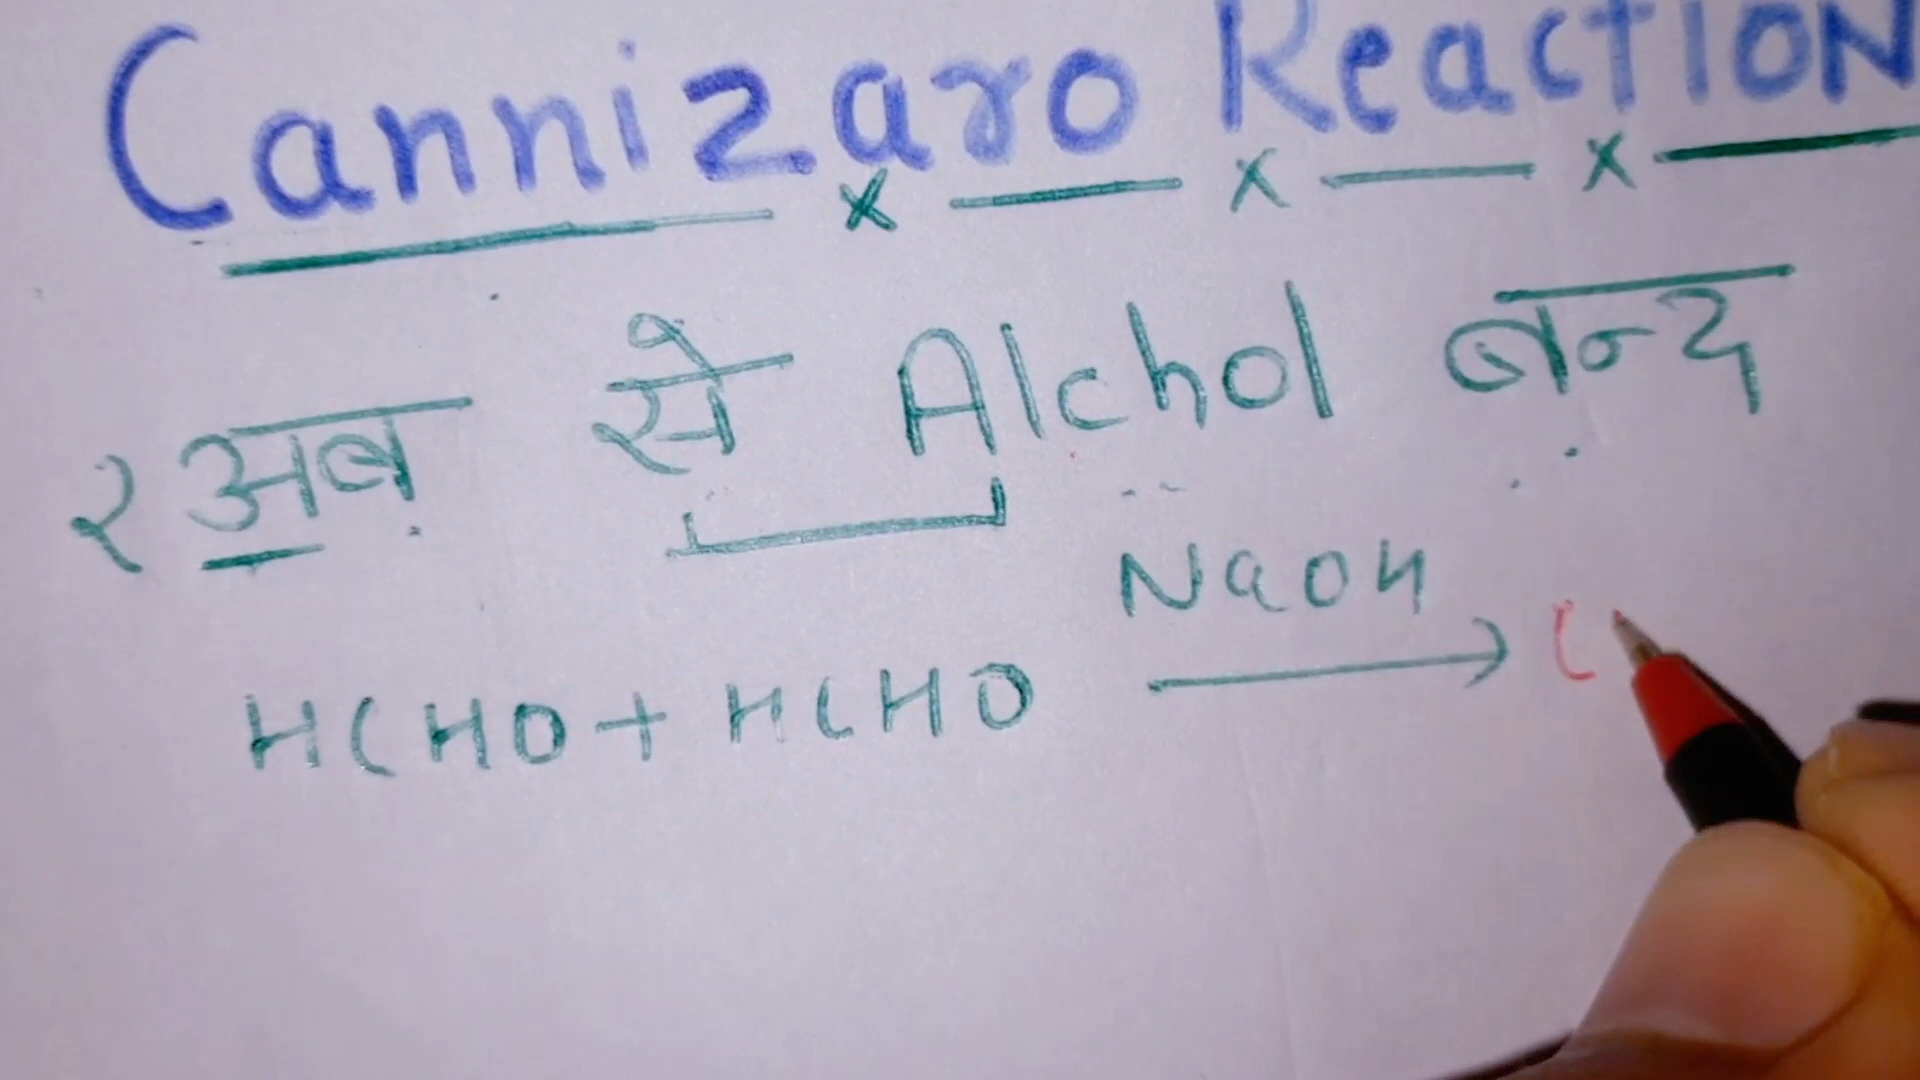 Cannizaro Reaction
२ अब से Alchol बन्द
NaOH
HCHO + HCHO → C